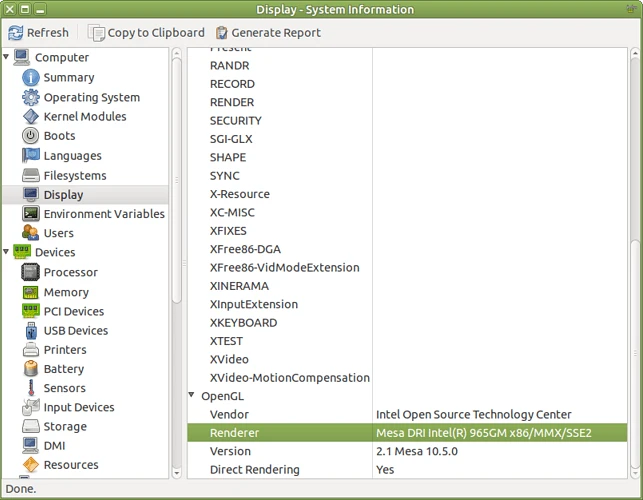 Display - System Information
Refresh Copy to Clipboard Generate Report
Computer
Summary
Operating System
Kernel Modules
Boots
Languages
Filesystems
Display
Environment Variables
Users
Devices
Processor
Memory
PCI Devices
USB Devices
Printers
Battery
Sensors
Input Devices
Storage
DMI
Resources
Present
RANDR
RECORD
RENDER
SECURITY
SGI-GLX
SHAPE
SYNC
X-Resource
XC-MISC
XFIXES
XFree86-DGA
XFree86-VidModeExtension
XINERAMA
XInputExtension
XKEYBOARD
XTEST
XVideo
XVideo-MotionCompensation
OpenGL
Vendor Intel Open Source Technology Center
Renderer Mesa DRI Intel(R) 965GM x86/MMX/SSE2
Version 2.1 Mesa 10.5.0
Direct Rendering Yes
Done.